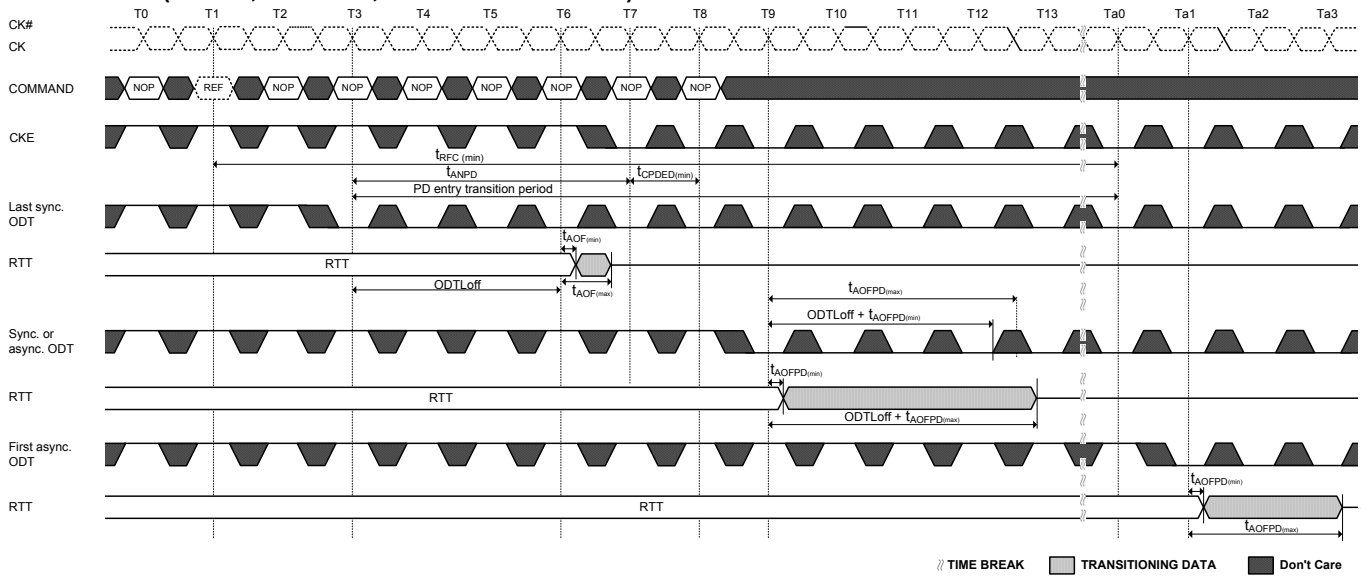 T0 T1 T2 T3 T4 T5 T6 T7 T8 T9 T10 T11 T12 T13 Ta0 Ta1 Ta2 Ta3
CK#
CK
COMMAND NOP REF NOP NOP NOP NOP NOP NOP NOP
CKE
tRFC (min)
tANPD tCPDED(min)
PD entry transition period
Last sync.
ODT
tAOF(min)
RTT RTT
ODTLoff tAOF(max)
tAOFPD(max)
ODTLoff + tAOFPD(min)
Sync. or
async. ODT
tAOFPD(min)
RTT RTT
ODTLoff + tAOFPD(max)
First async.
ODT
tAOFPD(min)
RTT RTT
tAOFPD(max)
TIME BREAK TRANSITIONING DATA Don't Care